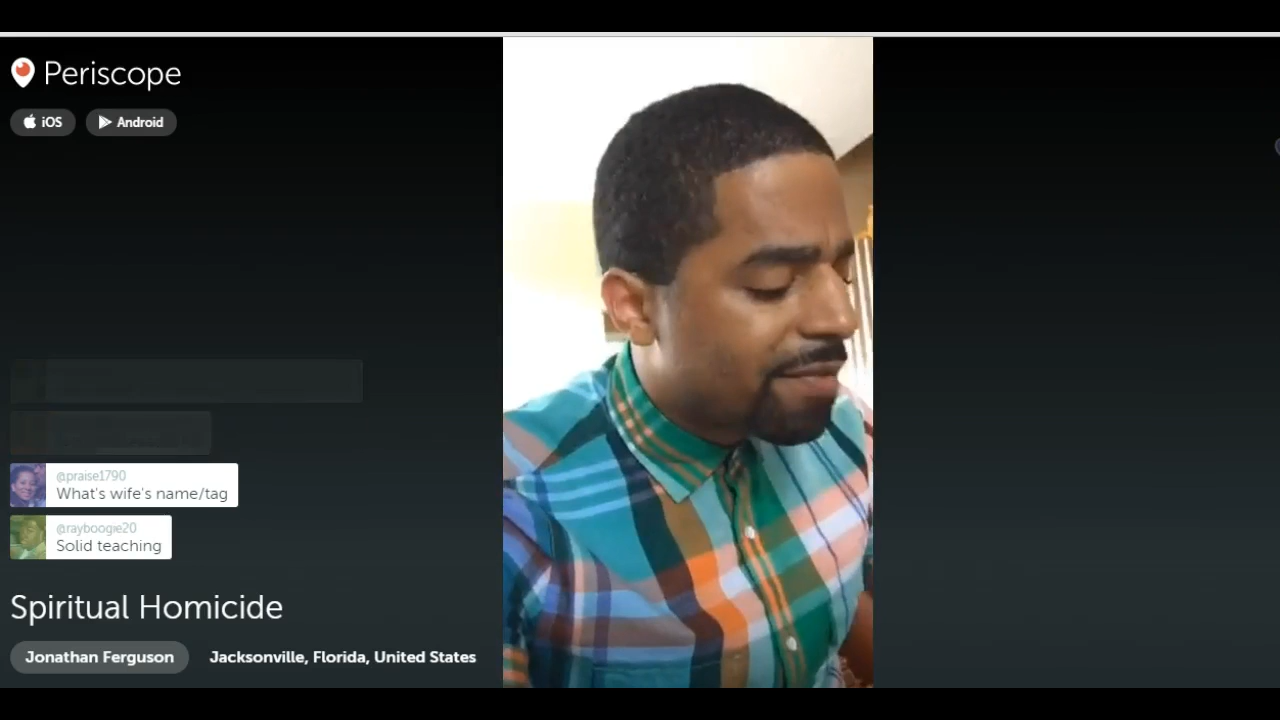 Periscope
iOS
Android
@praise1790
What's wife's name/tag
@rayboogie20
Solid teaching
Spiritual Homicide
Jonathan Ferguson
Jacksonville, Florida, United States